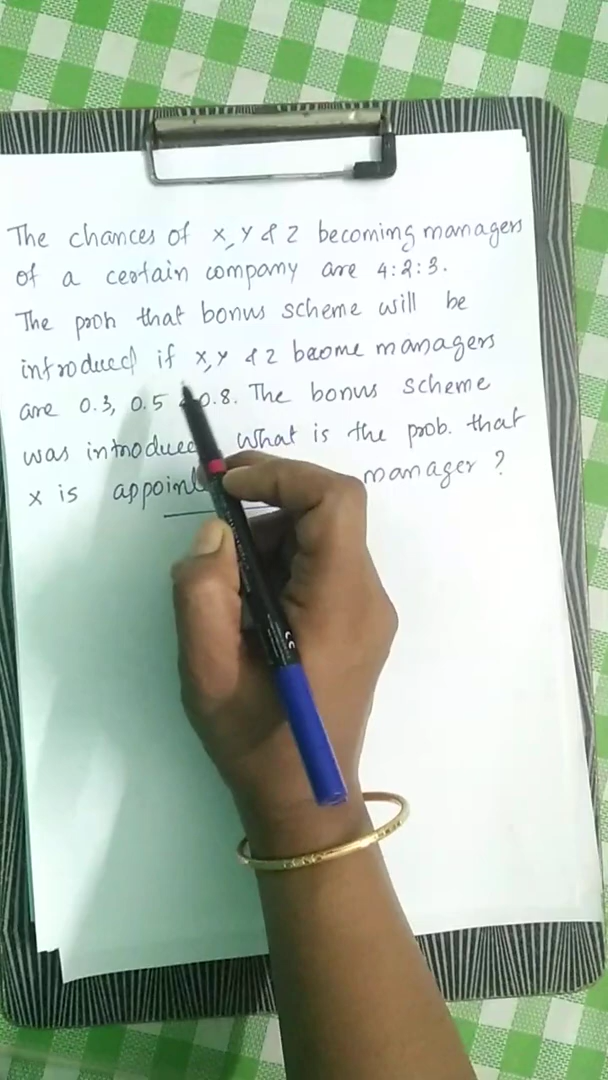 The chances of x, y & z becoming managers
of a certain company are 4:2:3.
The prob that bonus scheme will be
introduced if x, y & z become managers
are 0.3, 0.5 0.8. The bonus scheme
was introduced What is the prob. that
x is manager ?